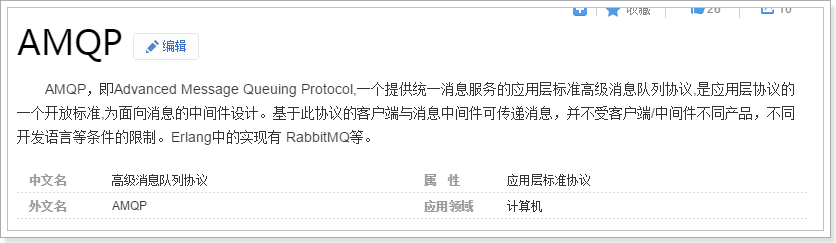 收藏 26 10
AMQP 编辑
AMQP，即Advanced Message Queuing Protocol,一个提供统一消息服务的应用层标准高级消息队列协议,是应用层协议的
一个开放标准,为面向消息的中间件设计。基于此协议的客户端与消息中间件可传递消息，并不受客户端/中间件不同产品，不同
开发语言等条件的限制。Erlang中的实现有 RabbitMQ等。
中文名 高级消息队列协议 属 性 应用层标准协议
外文名 AMQP 应用领域 计算机